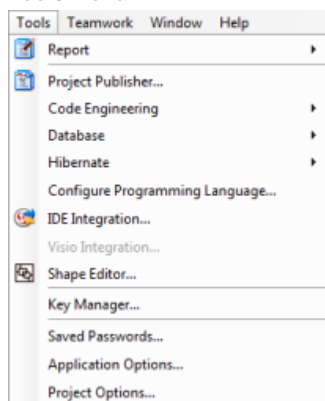 Tools Teamwork Window Help
Report
Project Publisher...
Code Engineering
Database
Hibernate
Configure Programming Language...
IDE Integration...
Visio Integration...
Shape Editor...
Key Manager...
Saved Passwords...
Application Options...
Project Options...